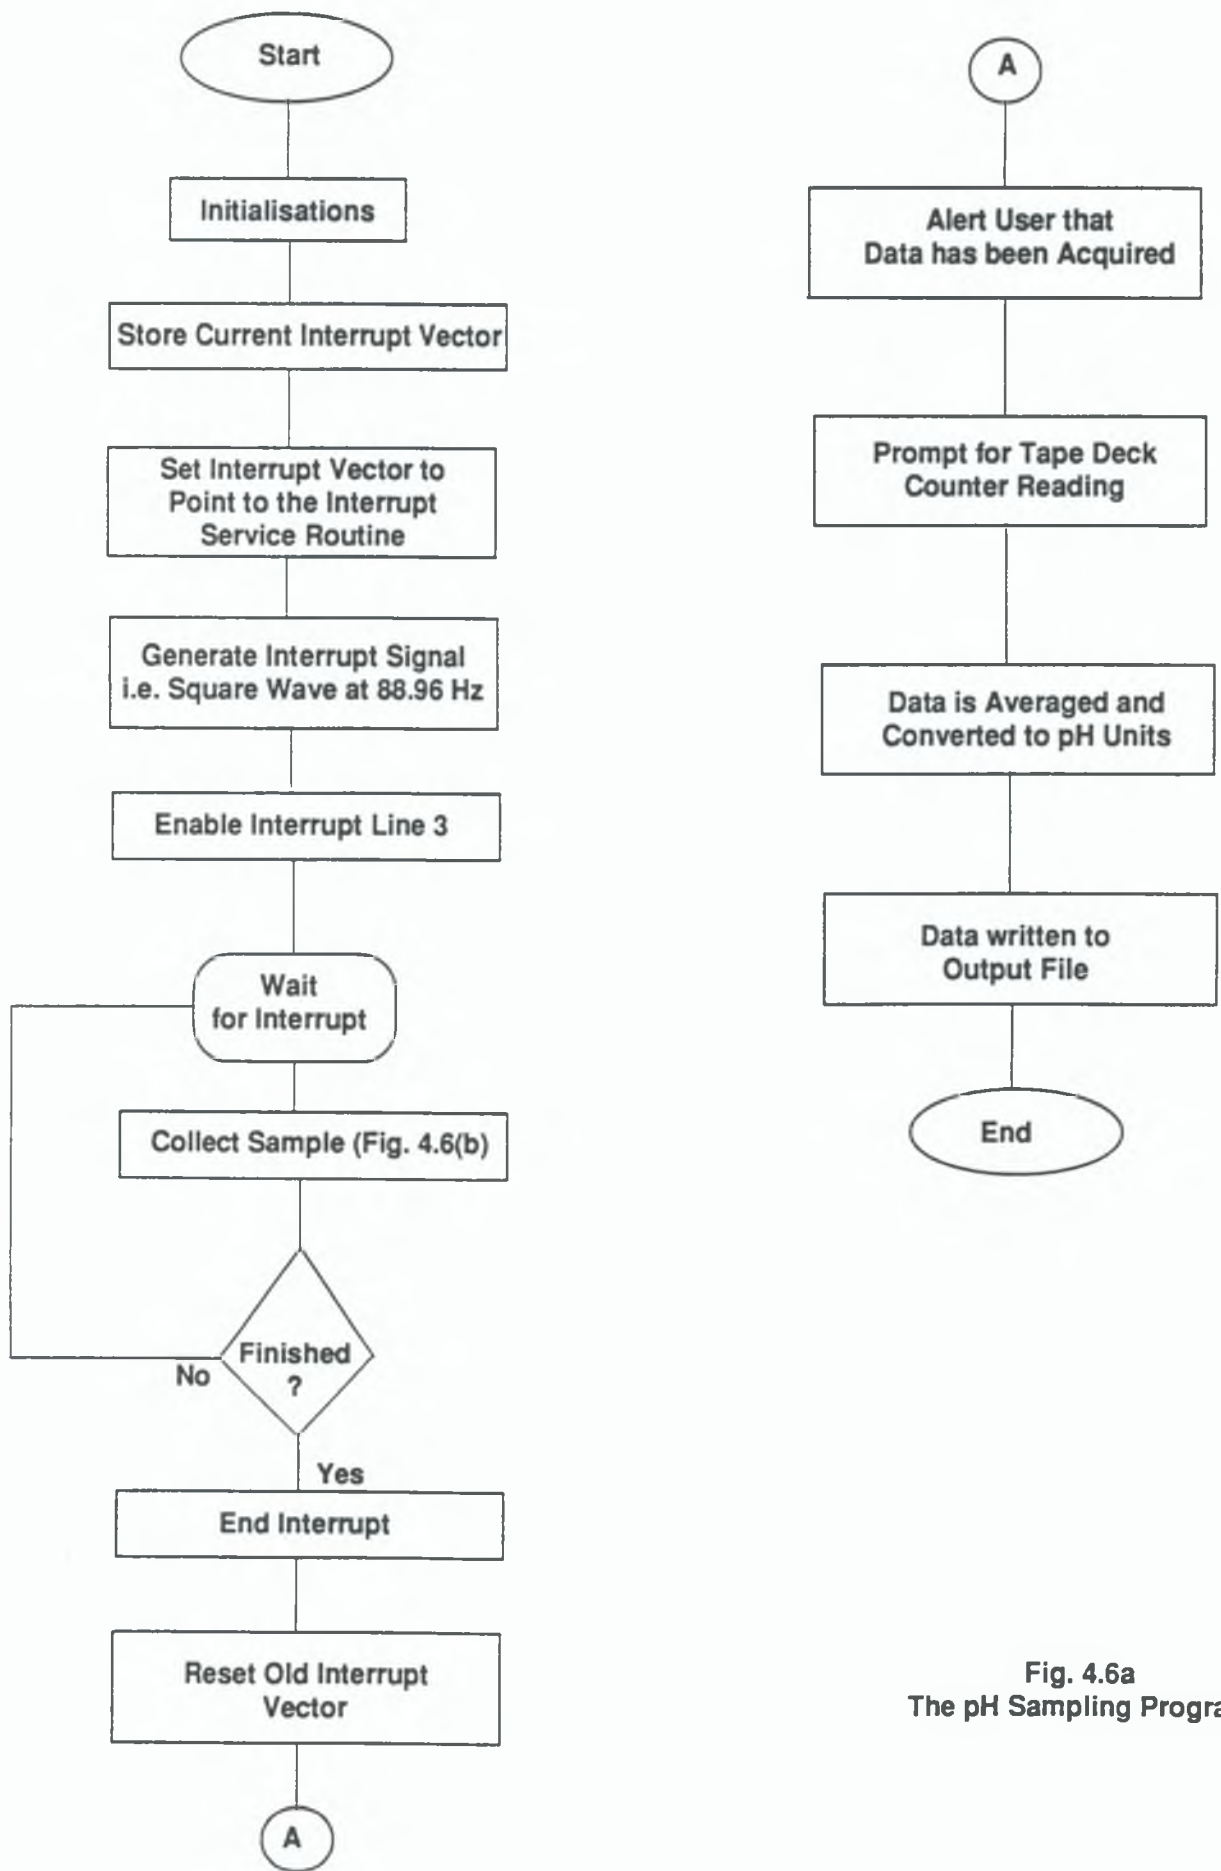 Start
Initialisations
Store Current Interrupt Vector
Set Interrupt Vector to
Point to the Interrupt
Service Routine
Generate Interrupt Signal
i.e. Square Wave at 88.96 Hz
Enable Interrupt Line 3
Wait
for Interrupt
Collect Sample (Fig. 4.6(b)
Finished
?
No
Yes
End Interrupt
Reset Old Interrupt
Vector
A
A
Alert User that
Data has been Acquired
Prompt for Tape Deck
Counter Reading
Data is Averaged and
Converted to pH Units
Data written to
Output File
End
Fig. 4.6a
The pH Sampling Progra